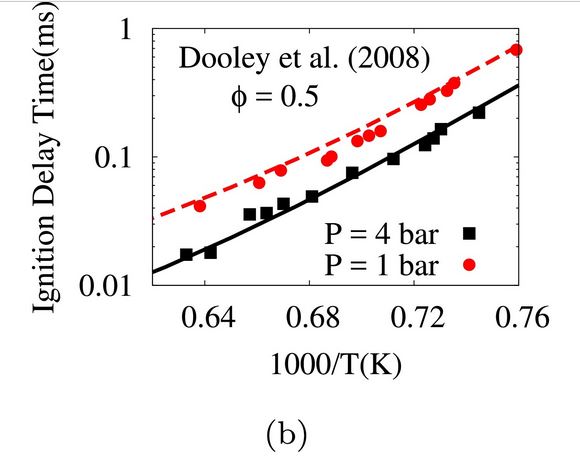 Ignition Delay Time(ms)
1
0.1
0.01
Dooley et al. (2008)
ϕ = 0.5
P = 4 bar
P = 1 bar
0.64 0.68 0.72 0.76
1000/T(K)
(b)